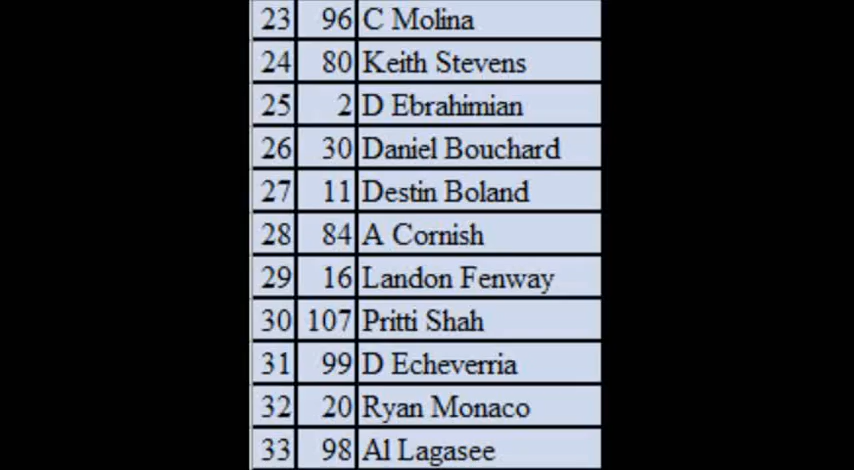 23 96 C Molina
24 80 Keith Stevens
25 2 D Ebrahimian
26 30 Daniel Bouchard
27 11 Destin Boland
28 84 A Cornish
29 16 Landon Fenway
30 107 Pritti Shah
31 99 D Echeverria
32 20 Ryan Monaco
33 98 Al Lagasee